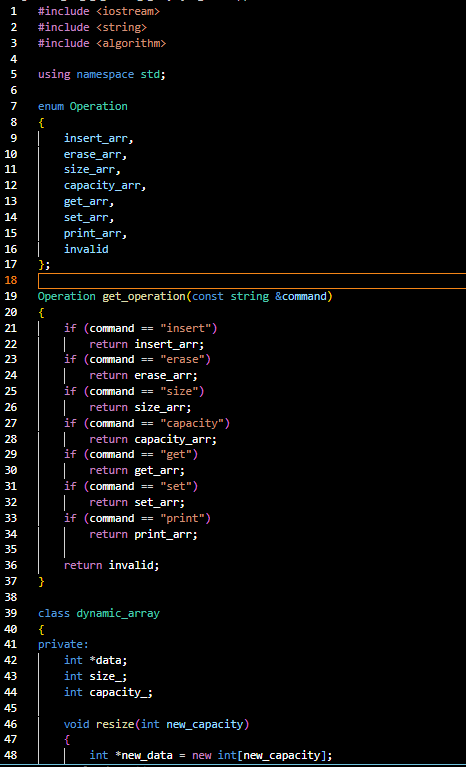 1 #include <iostream>
2 #include <string>
3 #include <algorithm>
4
5 using namespace std;
6
7 enum Operation
8 {
9     insert_arr,
10     erase_arr,
11     size_arr,
12     capacity_arr,
13     get_arr,
14     set_arr,
15     print_arr,
16     invalid
17 };
18
19 Operation get_operation(const string &command)
20 {
21     if (command == "insert")
22         return insert_arr;
23     if (command == "erase")
24         return erase_arr;
25     if (command == "size")
26         return size_arr;
27     if (command == "capacity")
28         return capacity_arr;
29     if (command == "get")
30         return get_arr;
31     if (command == "set")
32         return set_arr;
33     if (command == "print")
34         return print_arr;
35
36     return invalid;
37 }
38
39 class dynamic_array
40 {
41 private:
42     int *data;
43     int size_;
44     int capacity_;
45
46     void resize(int new_capacity)
47     {
48         int *new_data = new int[new_capacity];